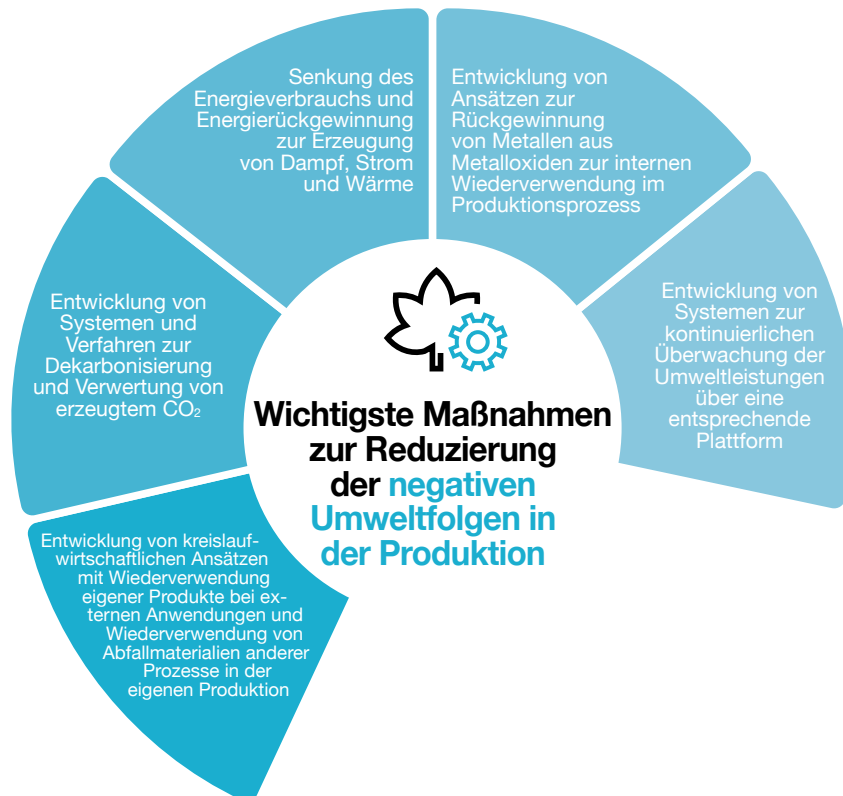 Senkung des
Energieverbrauchs und
Energierückgewinnung
zur Erzeugung
von Dampf, Strom
und Wärme
Entwicklung von
Ansätzen zur
Rückgewinnung
von Metallen aus
Metalloxiden zur internen
Wiederverwendung im
Produktionsprozess
Entwicklung von
Systemen und
Verfahren zur
Dekarbonisierung
und Verwertung von
erzeugtem CO₂
Entwicklung von
Systemen zur
kontinuierlichen
Überwachung der
Umweltleistungen
über eine
entsprechende
Plattform
Wichtigste Maßnahmen
zur Reduzierung
der negativen
Umweltfolgen in
der Produktion
Entwicklung von kreislauf-
wirtschaftlichen Ansätzen
mit Wiederverwendung
eigener Produkte bei ex-
ternen Anwendungen und
Wiederverwendung von
Abfallmaterialien anderer
Prozesse in der
eigenen Produktion